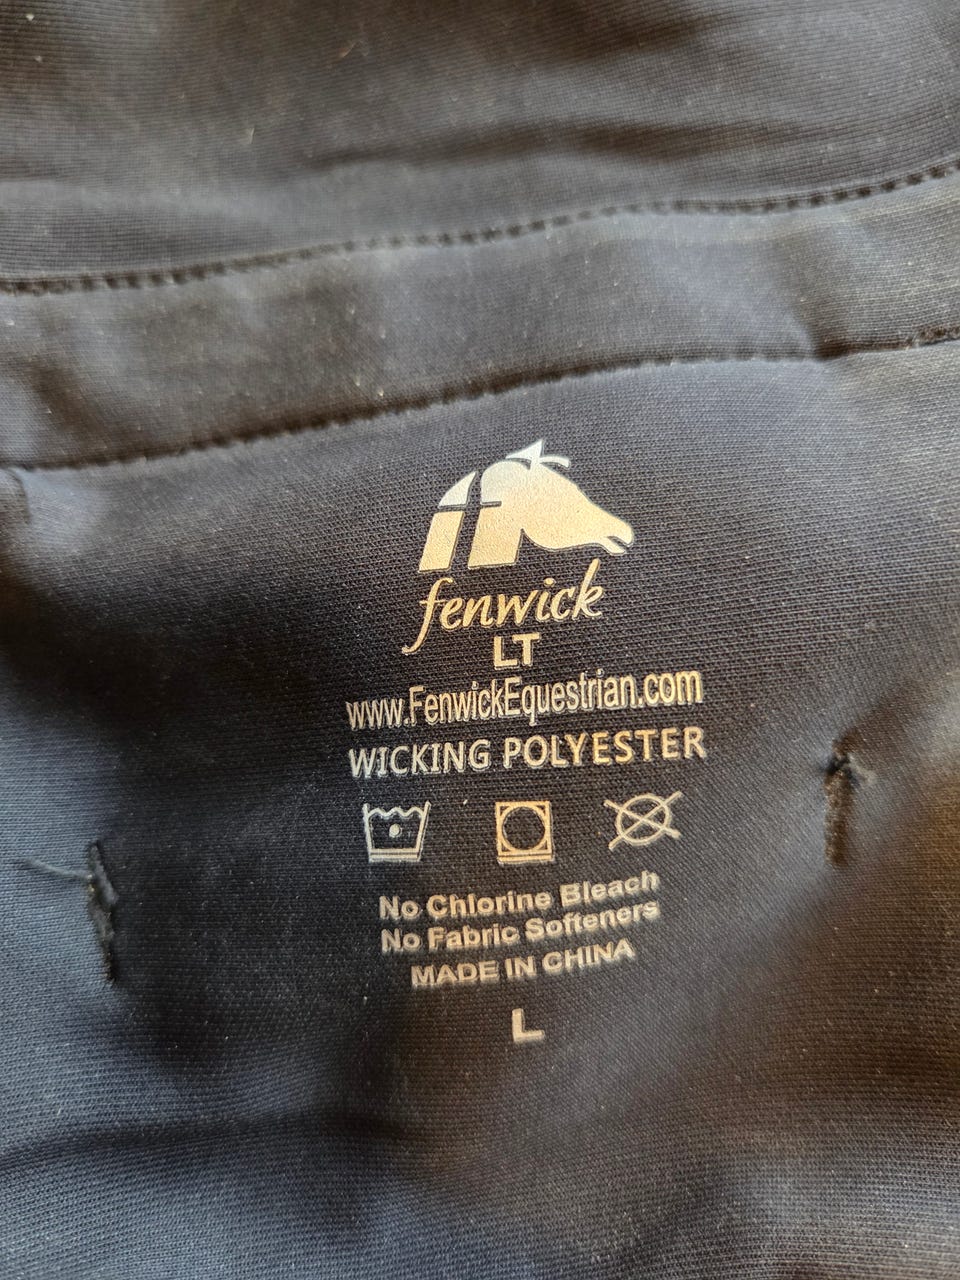 fenwick
LT
www.FenwickEquestrian.com
WICKING POLYESTER
No Chlorine Bleach
No Fabric Softeners
MADE IN CHINA
L